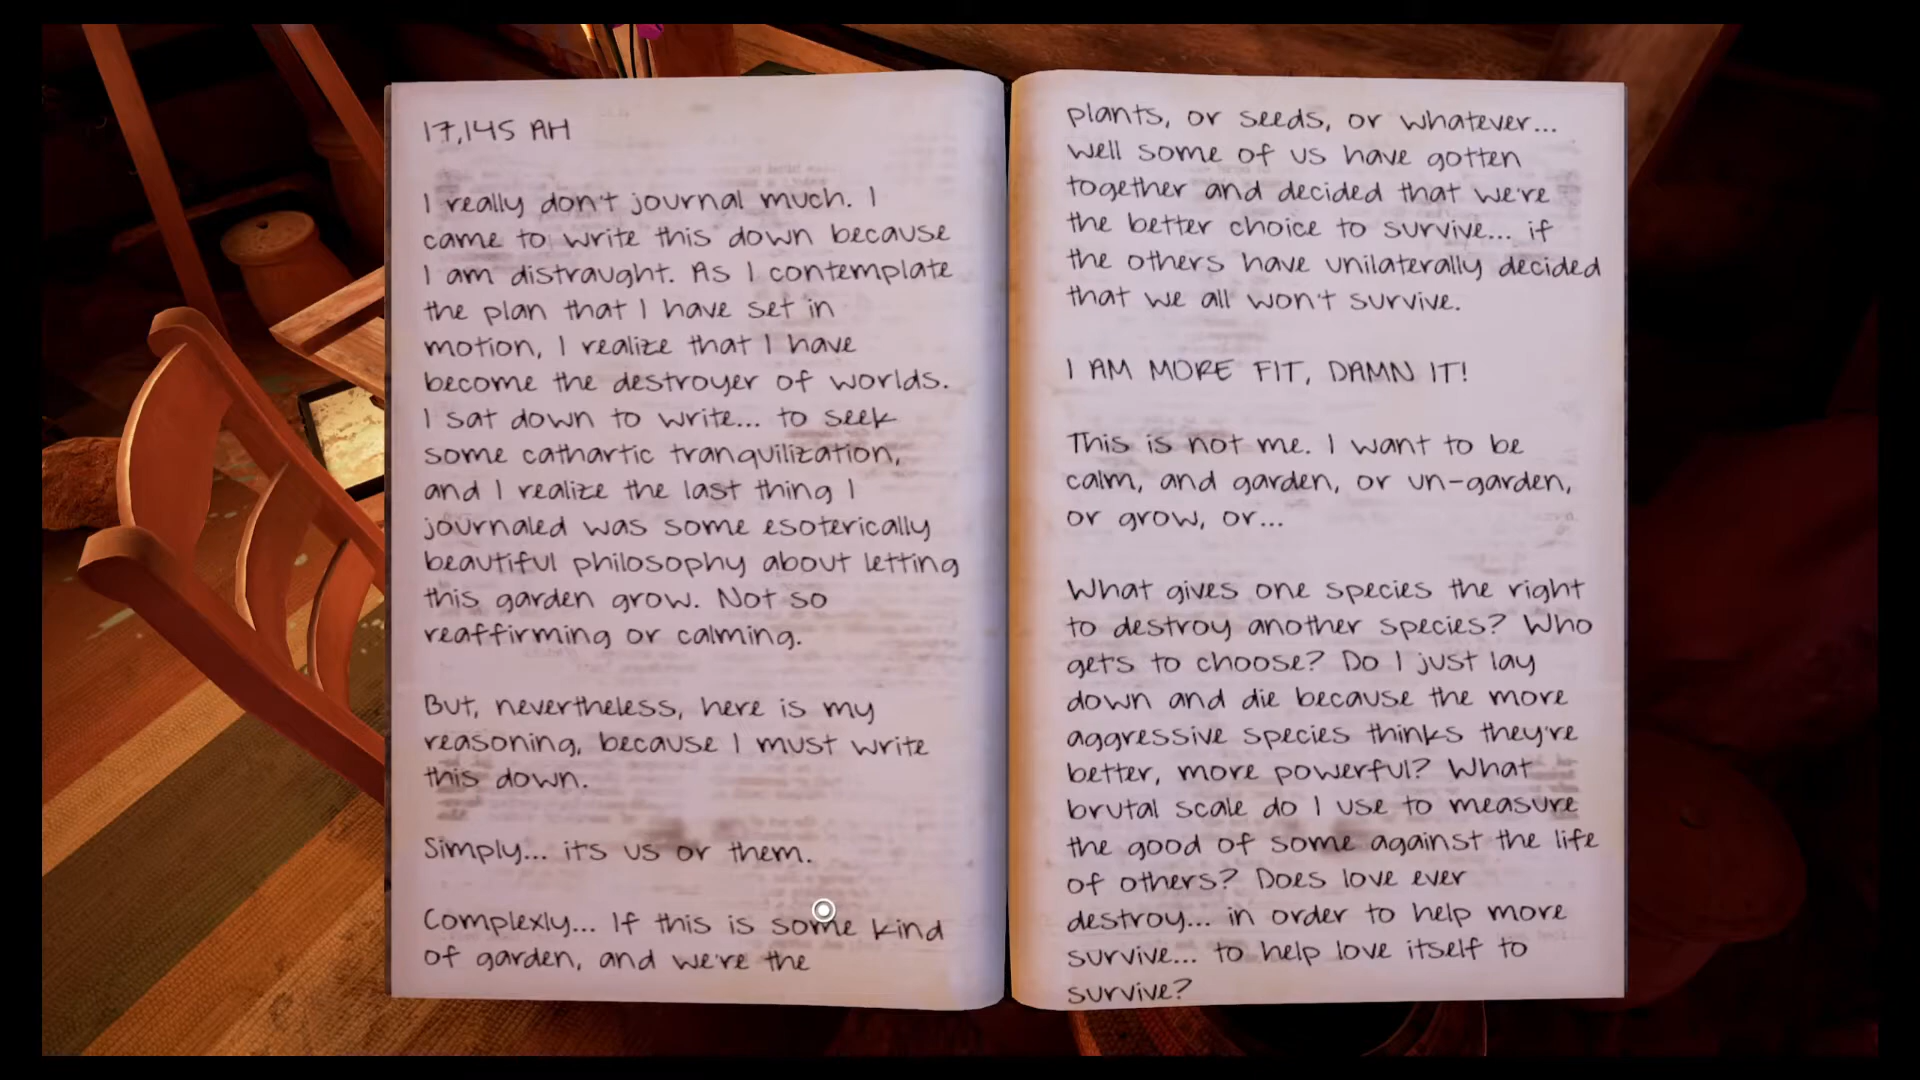 17,145 AH
I really don't journal much. I
came to write this down because
I am distraught. As I contemplate
the plan that I have set in
motion, I realize that I have
become the destroyer of worlds.
I sat down to write... to seek
some cathartic tranquilization,
and I realize the last thing I
journaled was some esoterically
beautiful philosophy about letting
this garden grow. Not so
reaffirming or calming.
But, nevertheless, here is my
reasoning, because I must write
this down.
Simply... its us or them.
Complexly... If this is some kind
of garden, and we're the
plants, or seeds, or whatever...
well some of us have gotten
together and decided that we're
the better choice to survive... if
the others have unilaterally decided
that we all won't survive.
I AM MORE FIT, DAMN IT!
This is not me. I want to be
calm, and garden, or un-garden,
or grow, or...
What gives one species the right
to destroy another species? Who
gets to choose? Do I just lay
down and die because the more
aggressive species thinks they're
better, more powerful? What
brutal scale do I use to measure
the good of some against the life
of others? Does love ever
destroy... in order to help more
survive... to help love itself to
survive?